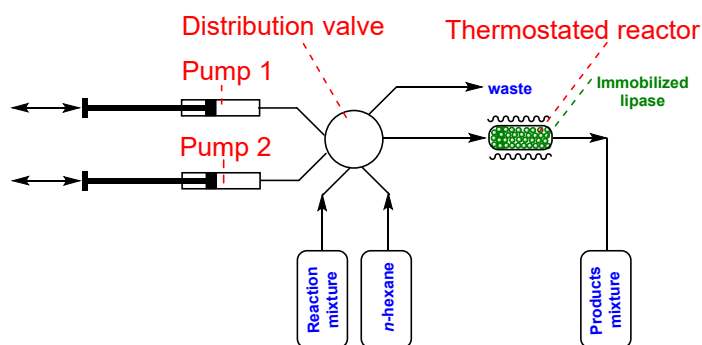 Distribution valve
Thermostated reactor
Pump 1
waste
Immobilized
lipase
Pump 2
Reaction
mixture
n-hexane
Products
mixture